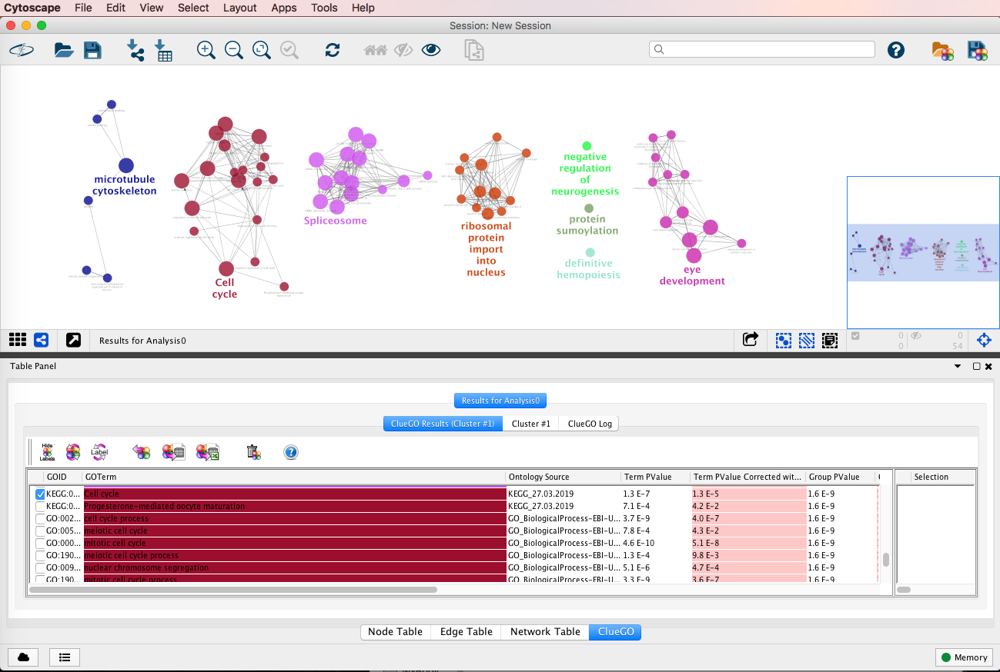 Cytoscape File Edit View Select Layout Apps Tools Help
Session: New Session
microtubule
cytoskeleton
Cell
cycle
Spliceosome
ribosomal
protein
import
into
nucleus
negative
regulation
of
neurogenesis
protein
sumoylation
definitive
hemopoiesis
eye
development
Results for Analysis0
0 0
0 54
Table Panel
Results for Analysis0
ClueGO Results (Cluster #1) Cluster #1 ClueGO Log
Hide
Labels
Label
GOID GOTerm Ontology Source Term PValue Term PValue Corrected wit... Group PValue Selection
KEGG:0... Cell cycle KEGG_27.03.2019 1.3 E-7 1.3 E-5 1.6 E-9
KEGG:0... Progesterone-mediated oocyte maturation KEGG_27.03.2019 7.1 E-4 4.2 E-2 1.6 E-9
GO:002... cell cycle process GO_BiologicalProcess-EBI-U... 3.7 E-9 4.0 E-7 1.6 E-9
GO:005... meiotic cell cycle GO_BiologicalProcess-EBI-U... 7.8 E-4 4.3 E-2 1.6 E-9
GO:000... mitotic cell cycle GO_BiologicalProcess-EBI-U... 4.6 E-10 5.1 E-8 1.6 E-9
GO:190... meiotic cell cycle process GO_BiologicalProcess-EBI-U... 1.3 E-4 9.8 E-3 1.6 E-9
GO:009... nuclear chromosome segregation GO_BiologicalProcess-EBI-U... 5.1 E-6 4.7 E-4 1.6 E-9
GO:190... mitotic cell cycle process GO_BiologicalProcess-EBI-U... 3.3 E-9 3.6 E-7 1.6 E-9
Node Table Edge Table Network Table ClueGO
Memory